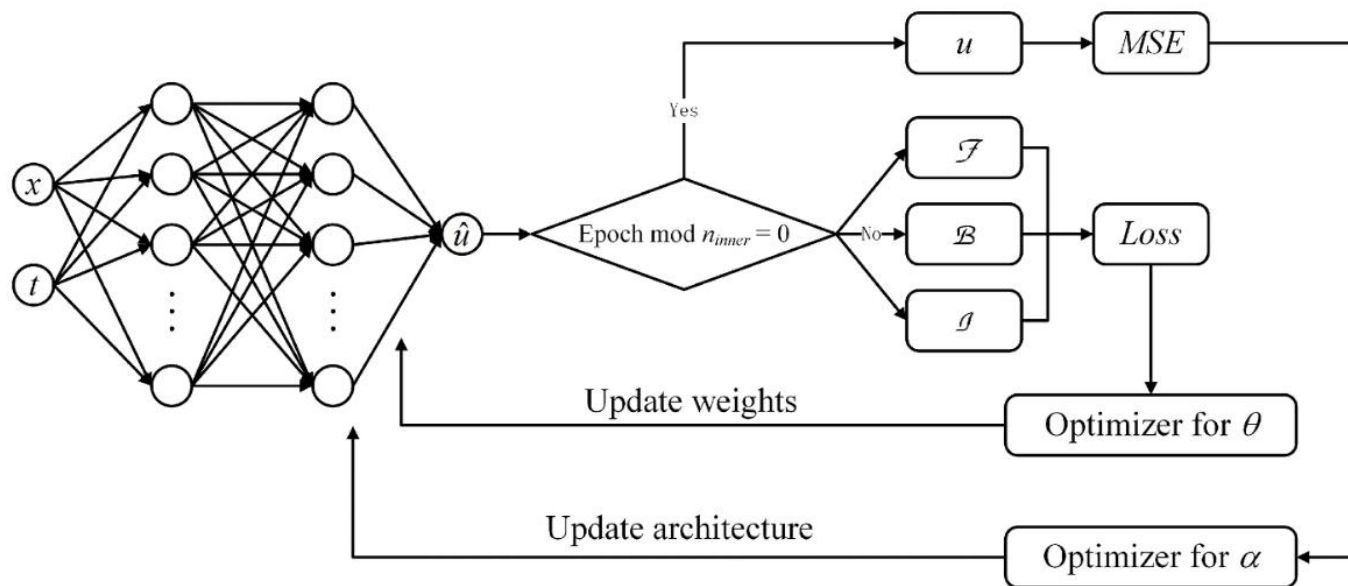 u
MSE
Yes
ℱ
x
û
Epoch mod n_inner = 0
No
ℬ
Loss
t
ℐ
Update weights
Optimizer for θ
Update architecture
Optimizer for α